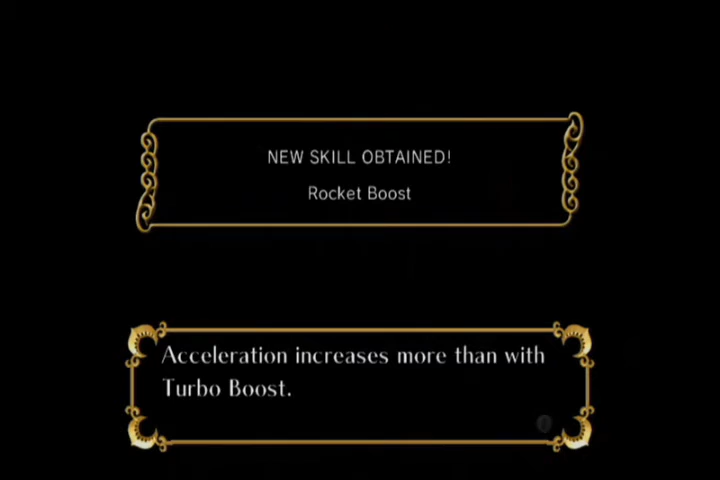 NEW SKILL OBTAINED!
Rocket Boost
Acceleration increases more than with
Turbo Boost.